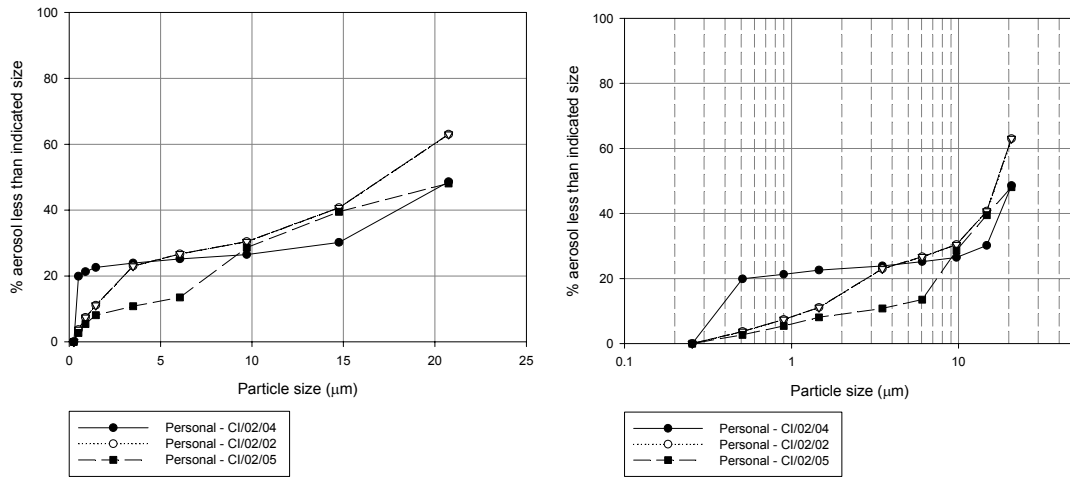 % aerosol less than indicated size
100
80
60
40
20
0
0 5 10 15 20 25
Particle size (μm)
Personal - CI/02/04
Personal - CI/02/02
Personal - CI/02/05
% aerosol less than indicated size
100
80
60
40
20
0
0.1 1 10
Particle size (μm)
Personal - CI/02/04
Personal - CI/02/02
Personal - CI/02/05